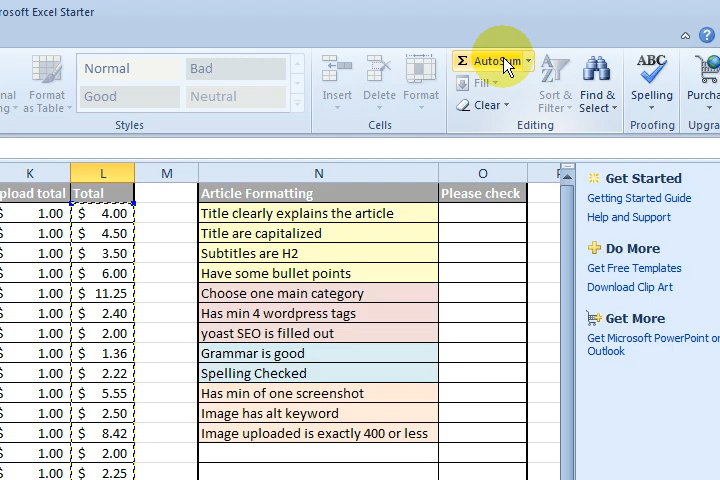 rosoft Excel Starter
Normal
Bad
Good
Neutral
Format
as Table
Styles
Insert
Delete
Format
Cells
Σ AutoSum
Fill
Clear
Sort &
Filter
Find &
Select
Editing
ABC
Spelling
Proofing
K L M N O
pload total Total Article Formatting Please check
$ 1.00 $ 4.00 Title clearly explains the article
$ 1.00 $ 4.50 Title are capitalized
$ 1.00 $ 3.50 Subtitles are H2
$ 1.00 $ 6.00 Have some bullet points
$ 1.00 $ 11.25 Choose one main category
$ 1.00 $ 2.40 Has min 4 wordpress tags
$ 1.00 $ 2.00 yoast SEO is filled out
$ 1.00 $ 1.36 Grammar is good
$ 1.00 $ 2.22 Spelling Checked
$ 1.00 $ 5.55 Has min of one screenshot
$ 1.00 $ 2.50 Image has alt keyword
$ 1.00 $ 8.42 Image uploaded is exactly 400 or less
$ 1.00 $ 2.00
$ 1.00 $ 2.25
Get Started
Getting Started Guide
Help and Support
Do More
Get Free Templates
Download Clip Art
Get More
Get Microsoft PowerPoint or
Outlook